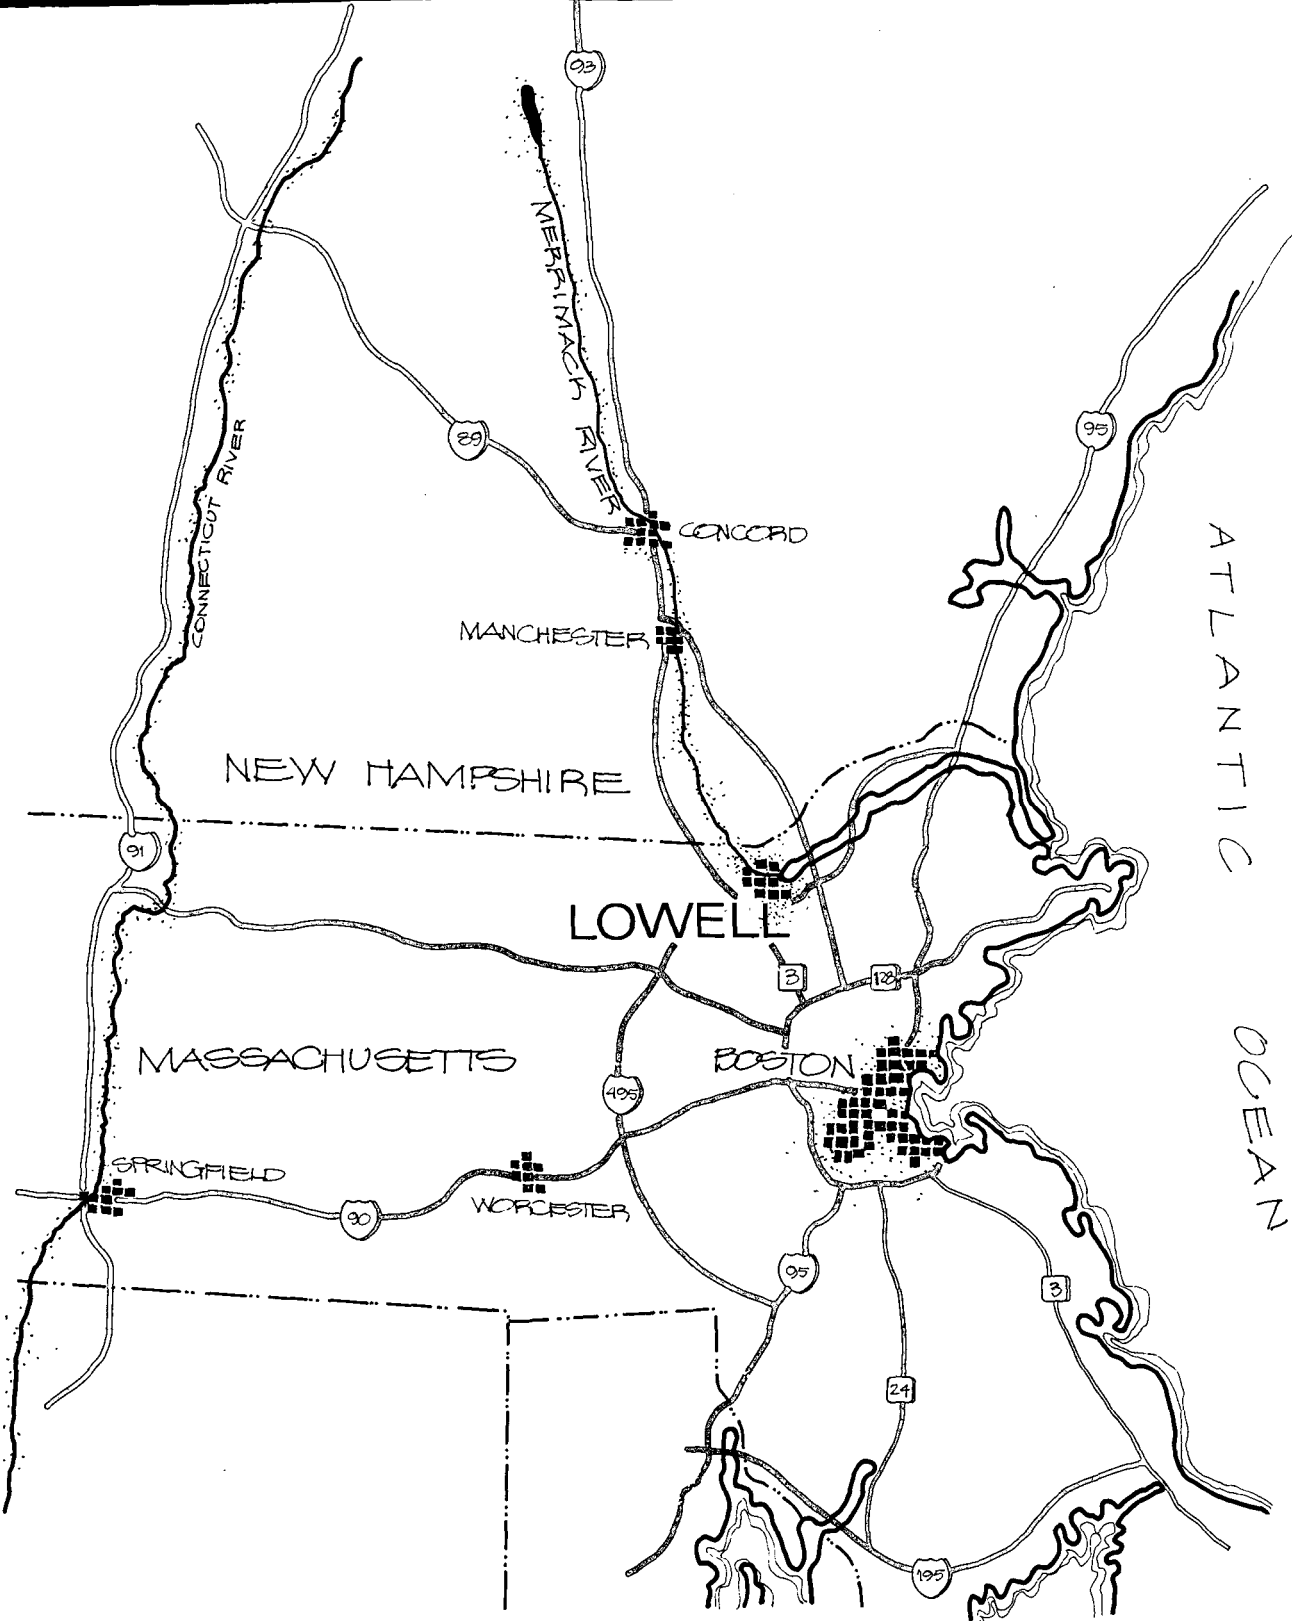 93
MERRIMACK RIVER
89
95
CONNECTICUT RIVER
CONCORD
MANCHESTER
ATLANTIC
OCEAN
NEW HAMPSHIRE
91
LOWELL
3
128
MASSACHUSETTS
BOSTON
495
SPRINGFIELD
WORCESTER
90
95
3
24
195